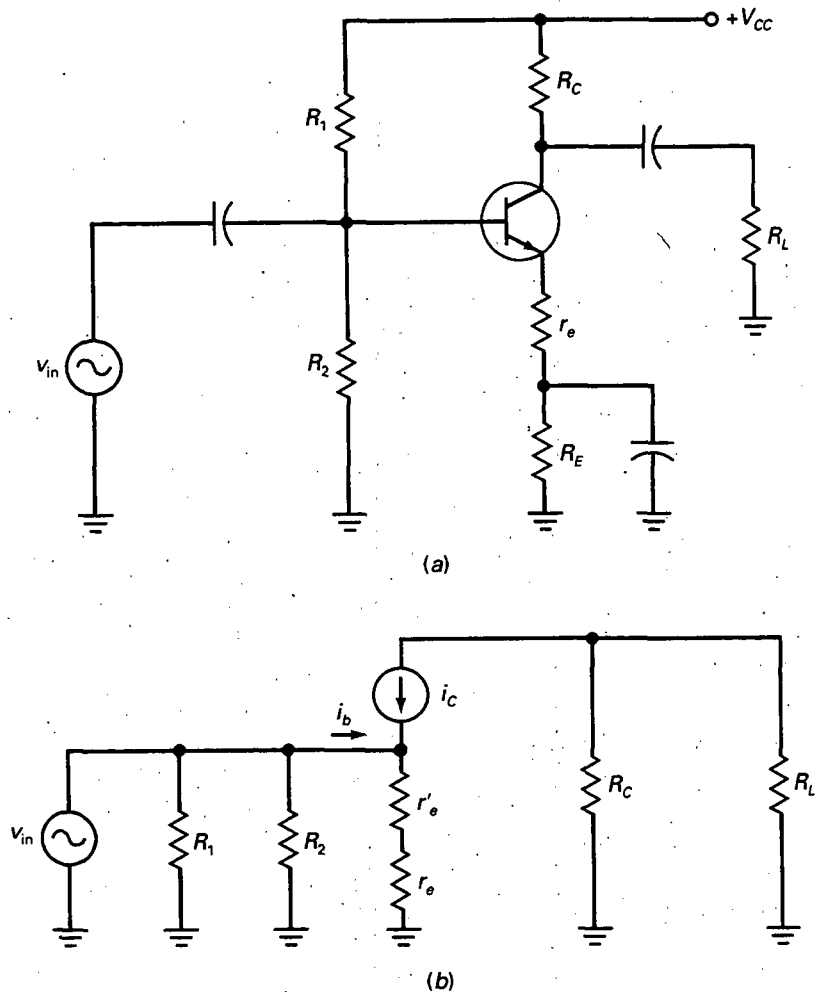 +V_CC
R_C
R_1
R_L
r_e
v_in
R_2
R_E
(a)
i_C
i_b
r'_e
R_C
R_L
v_in
R_1
R_2
r_e
(b)